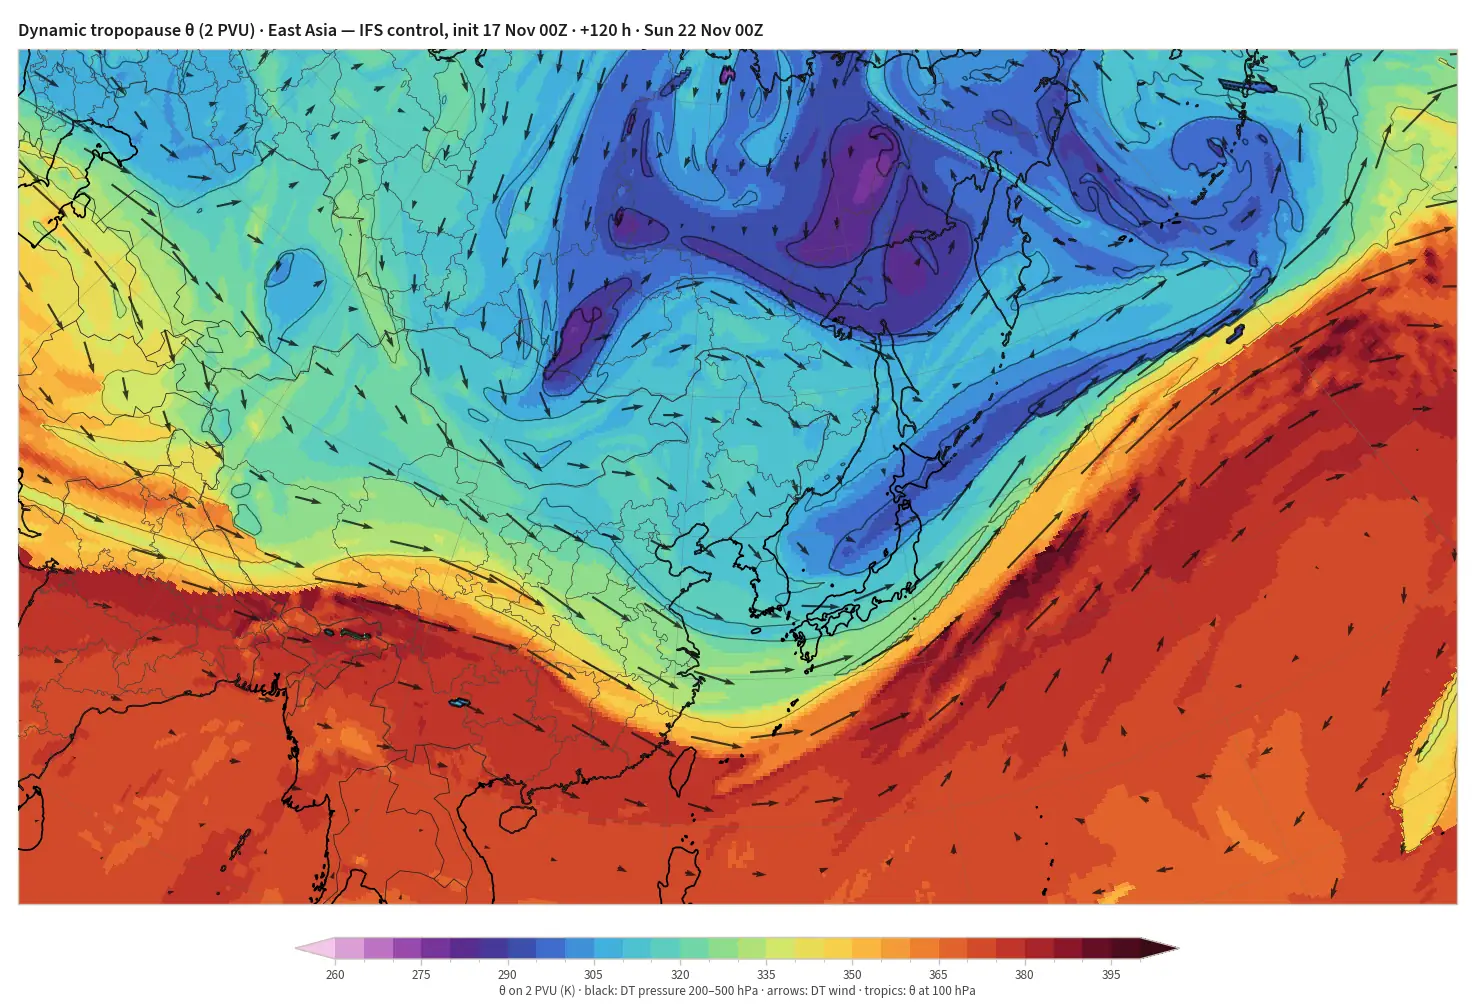 Dynamic tropopause θ (2 PVU) · East Asia — IFS control, init 17 Nov 00Z · +120 h · Sun 22 Nov 00Z
260 275 290 305 320 335 350 365 380 395
θ on 2 PVU (K) · black: DT pressure 200–500 hPa · arrows: DT wind · tropics: θ at 100 hPa